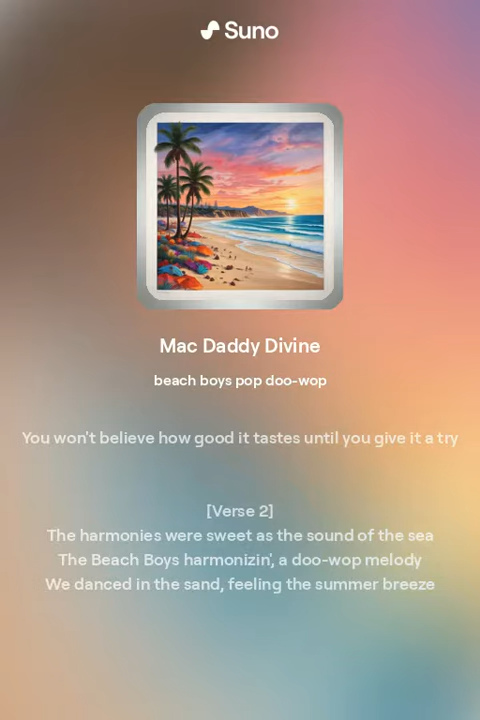 Suno
Mac Daddy Divine
beach boys pop doo-wop
You won't believe how good it tastes until you give it a try
[Verse 2]
The harmonies were sweet as the sound of the sea
The Beach Boys harmonizin', a doo-wop melody
We danced in the sand, feeling the summer breeze